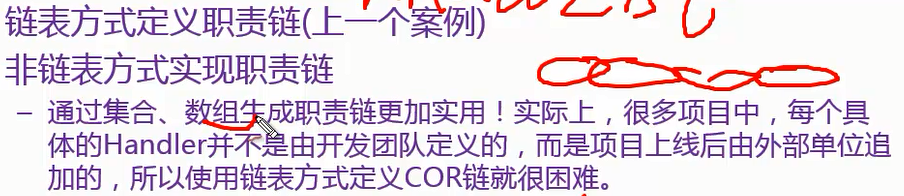 链表方式定义职责链(上一个案例)
非链表方式实现职责链
– 通过集合、数组生成职责链更加实用！实际上，很多项目中，每个具
体的Handler并不是由开发团队定义的，而是项目上线后由外部单位追
加的，所以使用链表方式定义COR链就很困难。